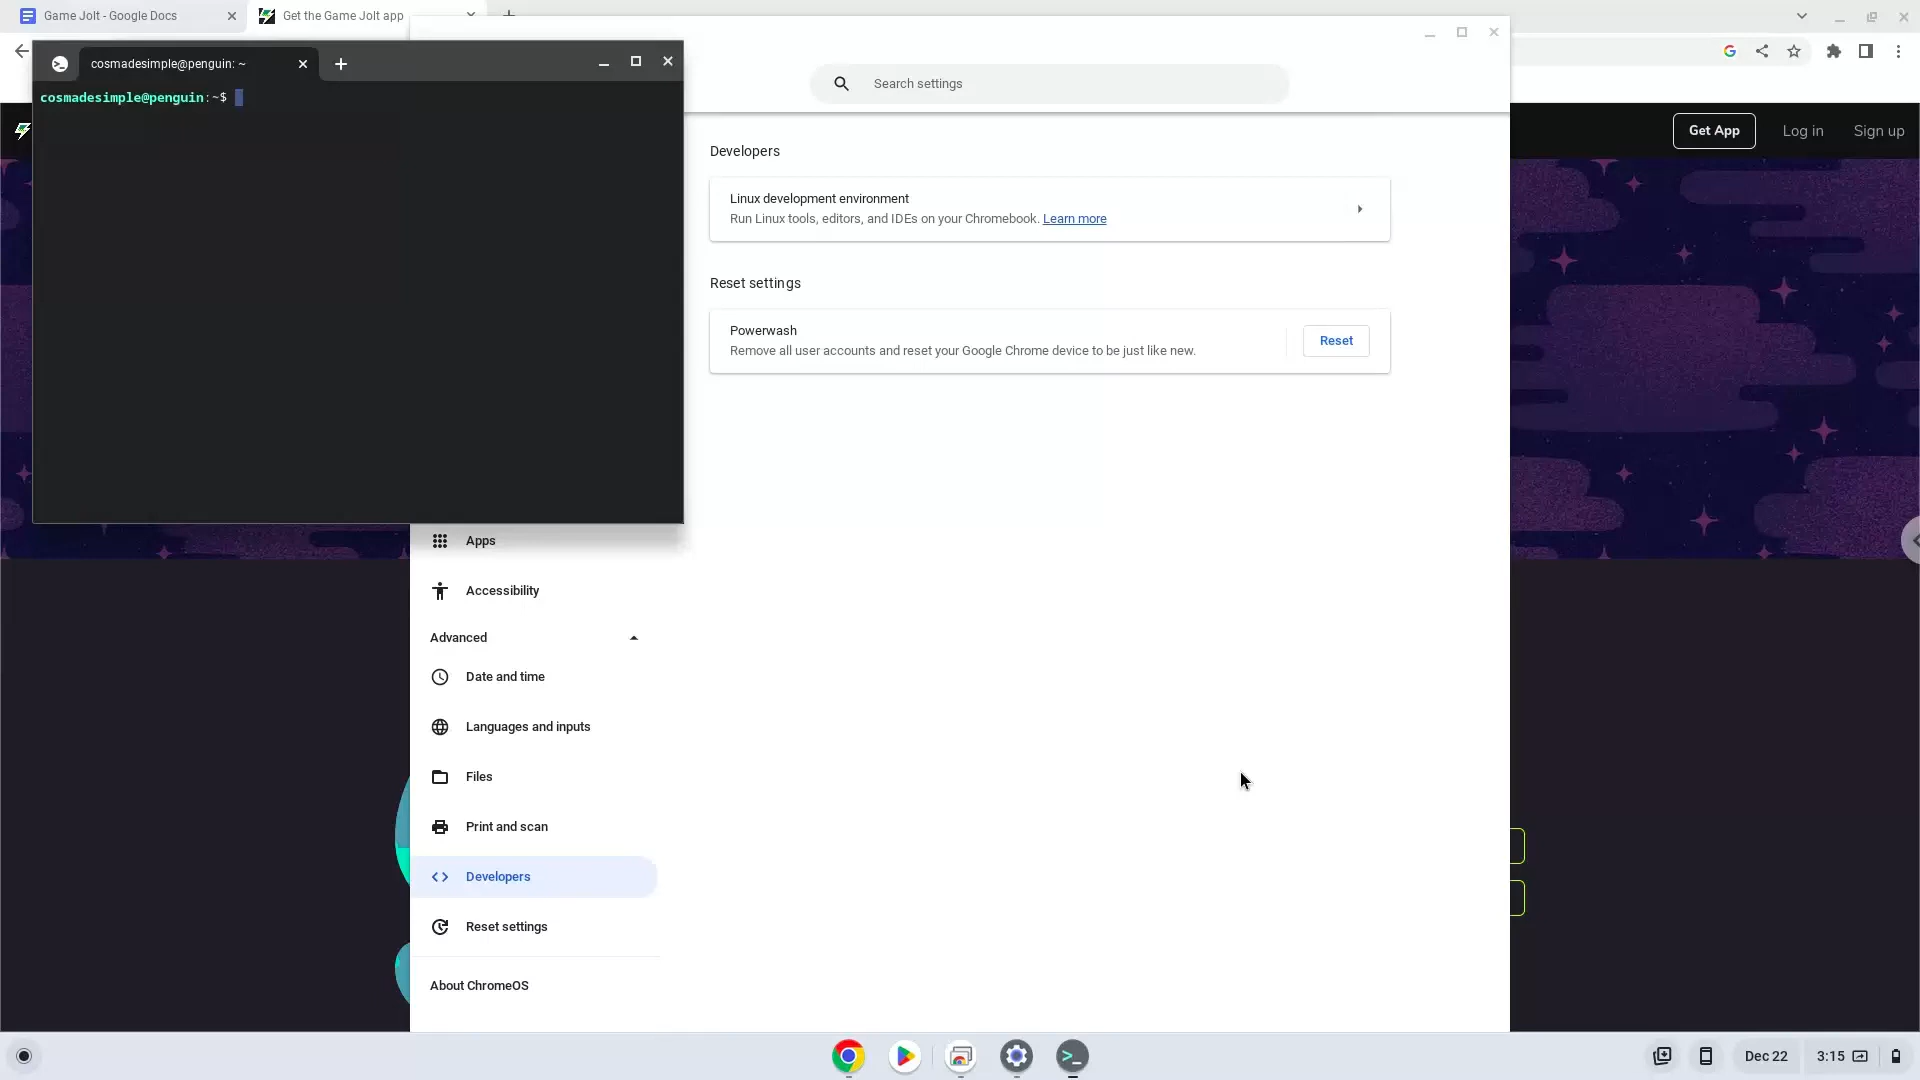 Game Jolt - Google Docs
Get the Game Jolt app
cosmadesimple@penguin: ~
cosmadesimple@penguin:~$
Search settings
Get App
Log in
Sign up
Developers
Linux development environment
Run Linux tools, editors, and IDEs on your Chromebook. Learn more
Reset settings
Powerwash
Remove all user accounts and reset your Google Chrome device to be just like new.
Reset
Apps
Accessibility
Advanced
Date and time
Languages and inputs
Files
Print and scan
Developers
Reset settings
About ChromeOS
Dec 22
3:15